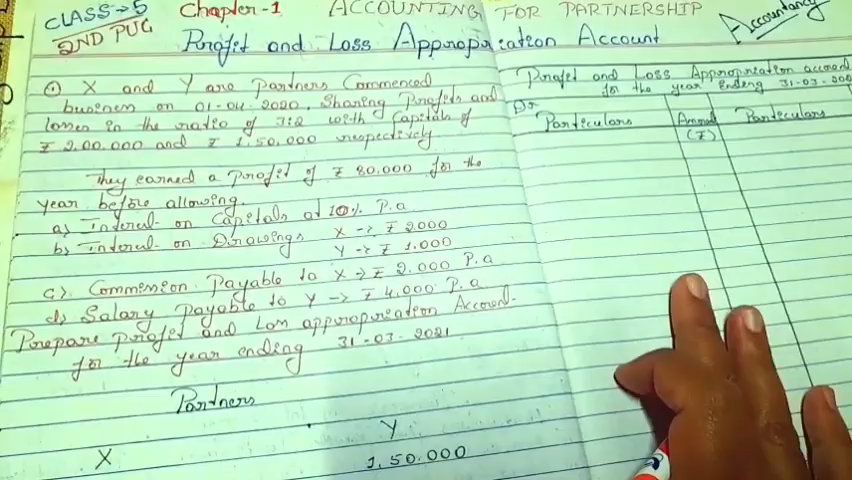 CLASS→5
2ND PUC
Chapter-1 ACCOUNTING FOR PARTNERSHIP
Accountancy
Profit and Loss Appropriation Account
① X and Y are Partners Commenced
business on 01-04-2020, Sharing Profits and
losses in the ratio of 3:2 with Capitals of
₹ 2,00,000 and ₹ 1,50,000 respectively
They earned a profit of ₹ 80,000 for the
year before allowing.
a) Interest on Capitals at 10% P.a
b) Interest on Drawings X → ₹ 2000
Y → ₹ 1,000
c) Commission Payable to X → ₹ 2,000 P.a
d) Salary payable to Y → ₹ 4,000 P.a
Prepare profit and Loss appropriation Account
for the year ending 31-03-2021
Partners
X Y
1,50,000
Profit and Loss Appropriation account
for the year ending 31-03-202
Dr
Particulars Amount Particulars
(₹)